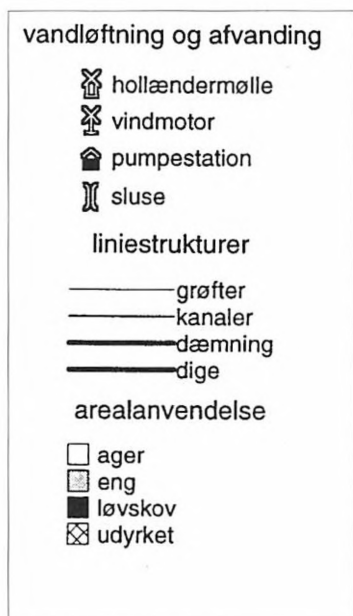 vandløftning og afvanding
hollændermølle
vindmotor
pumpestation
sluse
liniestrukturer
grøfter
kanaler
dæmning
dige
arealanvendelse
ager
eng
løvskov
udyrket